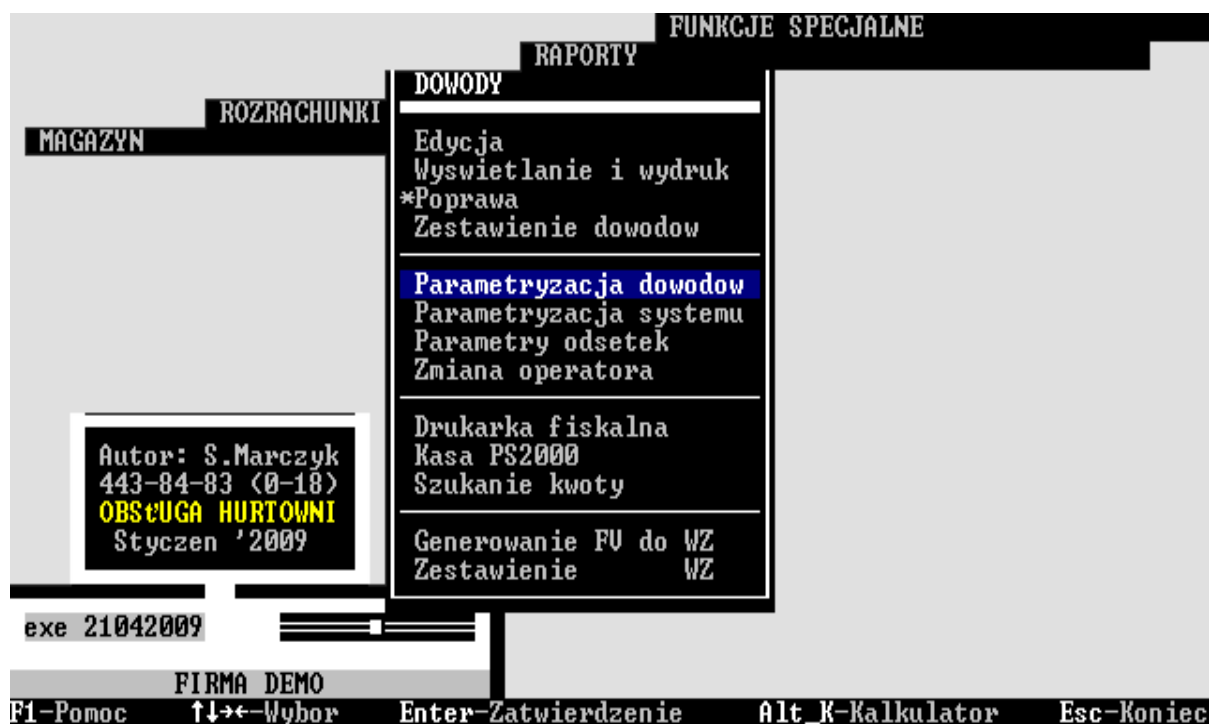 FUNKCJE SPECJALNE
RAPORTY
DOWODY
ROZRACHUNKI
MAGAZYN
Edycja
Wyswietlanie i wydruk
*Poprawa
Zestawienie dowodow
Parametryzacja dowodow
Parametryzacja systemu
Parametry odsetek
Zmiana operatora
Drukarka fiskalna
Kasa PS2000
Szukanie kwoty
Generowanie FV do WZ
Zestawienie WZ
Autor: S.Marczyk
443-84-83 (0-18)
OBSŁUGA HURTOWNI
Styczen '2009
exe 21042009
FIRMA DEMO
F1-Pomoc ↑↓→←-Wybor Enter-Zatwierdzenie Alt_K-Kalkulator Esc-Koniec